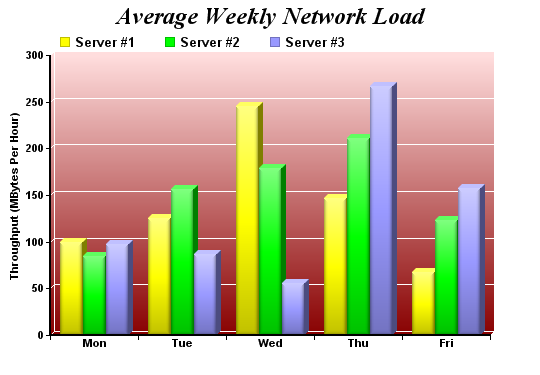 Average Weekly Network Load
Server #1 Server #2 Server #3
Throughput (MBytes Per Hour)
300
250
200
150
100
50
0
Mon Tue Wed Thu Fri